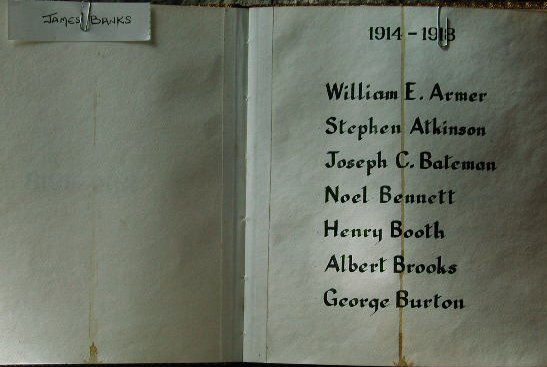 JAMES BANKS
1914 – 1918
William E. Armer
Stephen Atkinson
Joseph C. Bateman
Noel Bennett
Henry Booth
Albert Brooks
George Burton